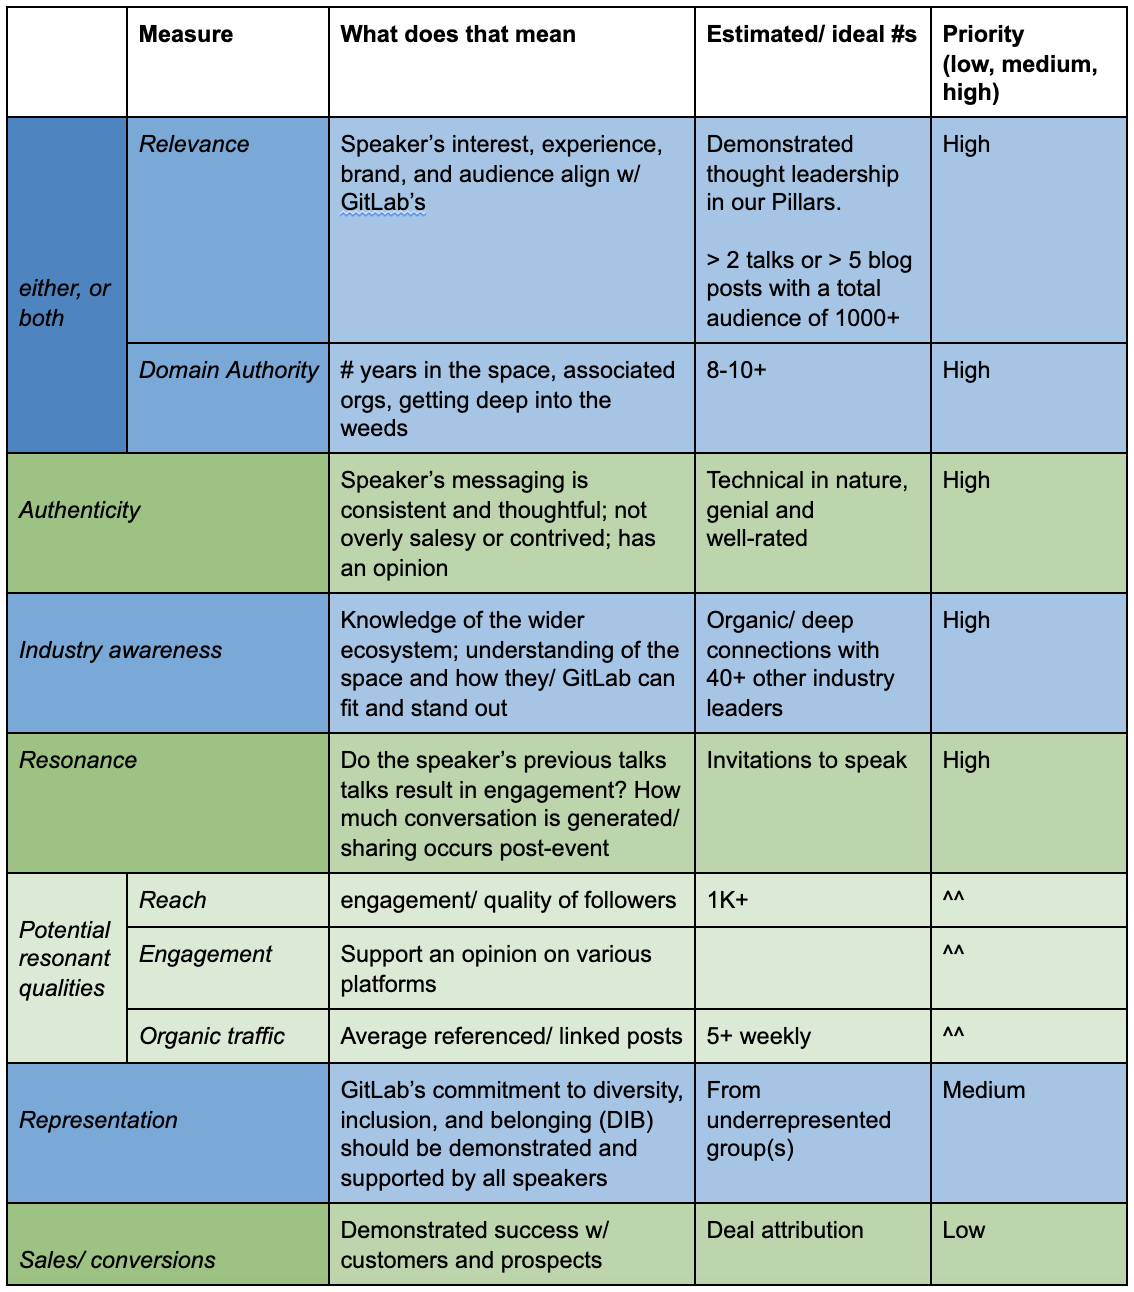 Measure
What does that mean
Estimated/ ideal #s
Priority
(low, medium,
high)
either, or
both
Relevance
Speaker's interest, experience,
brand, and audience align w/
GitLab's
Demonstrated
thought leadership
in our Pillars.
> 2 talks or > 5 blog
posts with a total
audience of 1000+
High
Domain Authority
# years in the space, associated
orgs, getting deep into the
weeds
8-10+
High
Authenticity
Speaker's messaging is
consistent and thoughtful; not
overly salesy or contrived; has
an opinion
Technical in nature,
genial and
well-rated
High
Industry awareness
Knowledge of the wider
ecosystem; understanding of the
space and how they/ GitLab can
fit and stand out
Organic/ deep
connections with
40+ other industry
leaders
High
Resonance
Do the speaker's previous talks
talks result in engagement? How
much conversation is generated/
sharing occurs post-event
Invitations to speak
High
Potential
resonant
qualities
Reach
engagement/ quality of followers
1K+
^^
Engagement
Support an opinion on various
platforms
^^
Organic traffic
Average referenced/ linked posts
5+ weekly
^^
Representation
GitLab's commitment to diversity,
inclusion, and belonging (DIB)
should be demonstrated and
supported by all speakers
From
underrepresented
group(s)
Medium
Sales/ conversions
Demonstrated success w/
customers and prospects
Deal attribution
Low